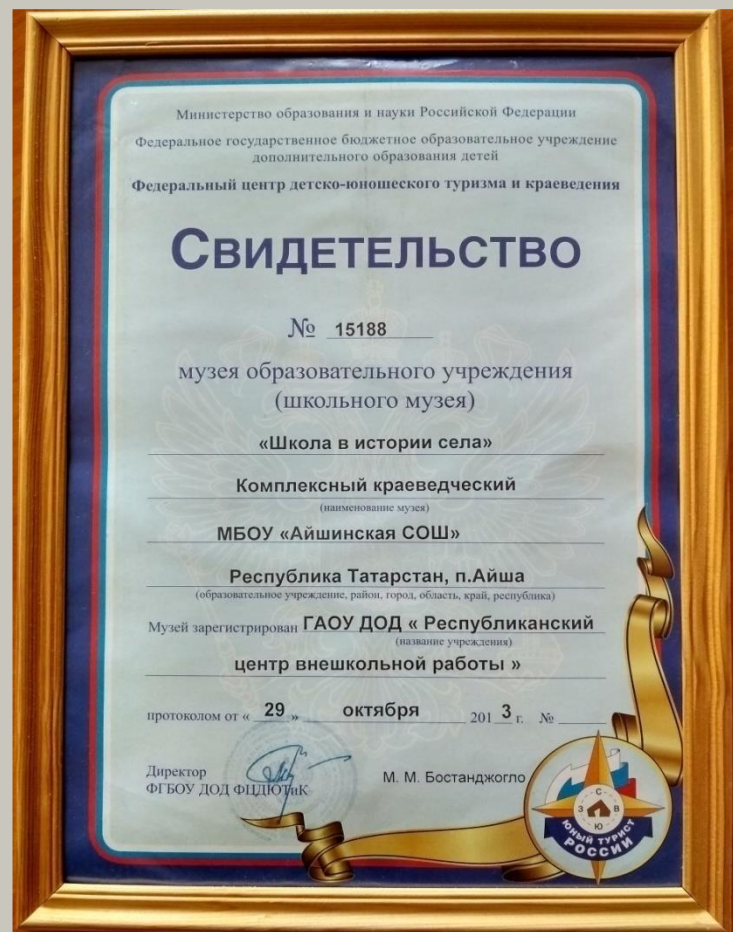 Министерство образования и науки Российской Федерации
Федеральное государственное бюджетное образовательное учреждение
дополнительного образования детей
Федеральный центр детско-юношеского туризма и краеведения
СВИДЕТЕЛЬСТВО
№ 15188
музея образовательного учреждения
(школьного музея)
«Школа в истории села»
Комплексный краеведческий
(наименование музея)
МБОУ «Айшинская СОШ»
Республика Татарстан, п.Айша
(образовательное учреждение, район, город, область, край, республика)
Музей зарегистрирован ГАОУ ДОД « Республиканский
(название учреждения)
центр внешкольной работы »
протоколом от « 29 » октября 201 3 г. №
Директор
ФГБОУ ДОД ФЦДЮТиК
М. М. Бостанджогло
С
З В
Ю
ЮНЫЙ ТУРИСТ
РОССИИ